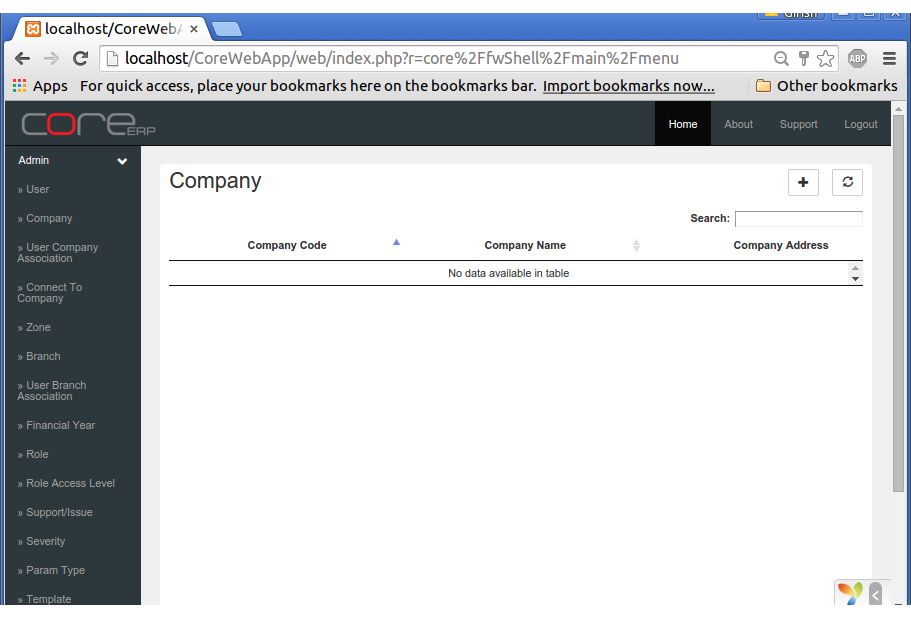 Girish
localhost/CoreWebA ×
localhost/CoreWebApp/web/index.php?r=core%2FfwShell%2Fmain%2Fmenu
ABP
Apps For quick access, place your bookmarks here on the bookmarks bar. Import bookmarks now... Other bookmarks
core ERP
Home About Support Logout
Admin
» User
» Company
» User Company
Association
» Connect To
Company
» Zone
» Branch
» User Branch
Association
» Financial Year
» Role
» Role Access Level
» Support/Issue
» Severity
» Param Type
» Template
Company
Search:
Company Code Company Name Company Address
No data available in table